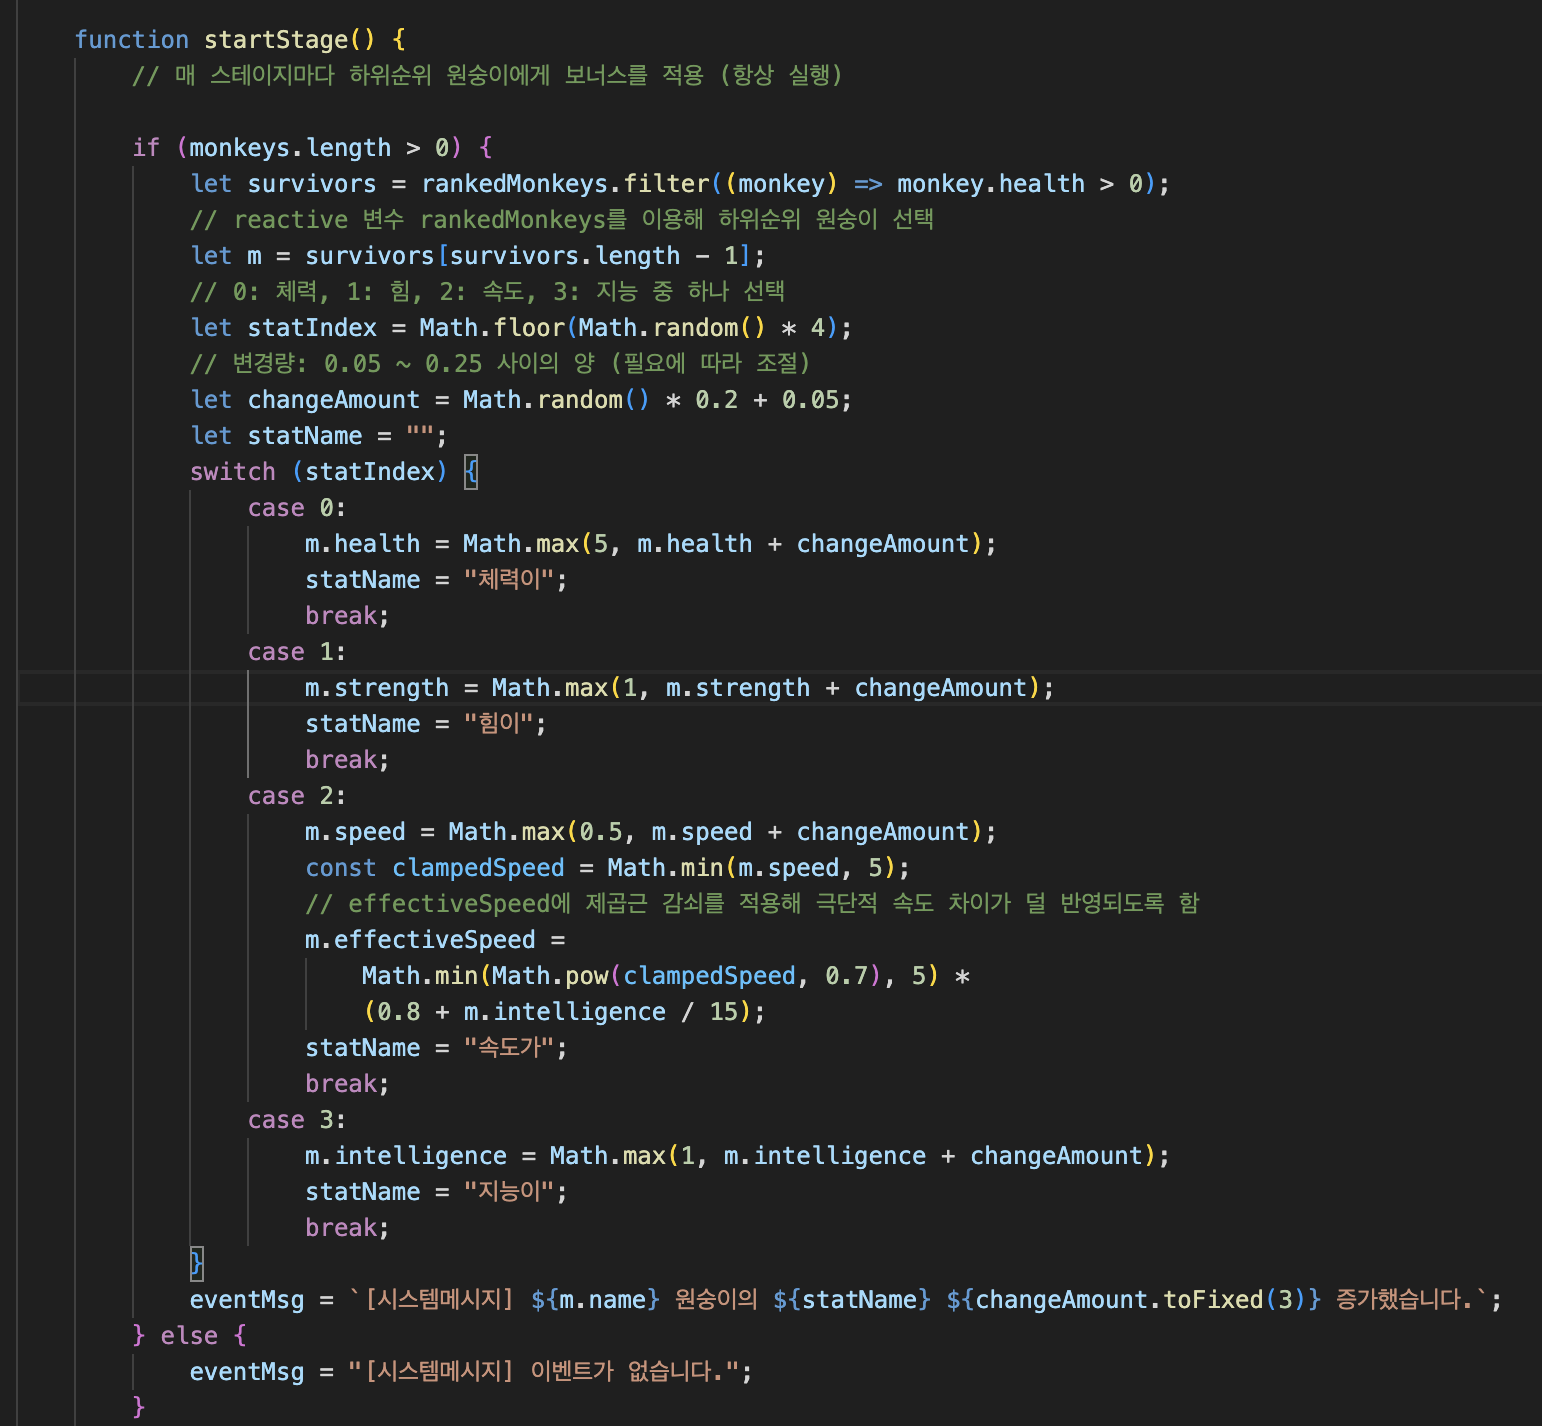 function startStage() {
// 매 스테이지마다 하위순위 원숭이에게 보너스를 적용 (항상 실행)
if (monkeys.length > 0) {
let survivors = rankedMonkeys.filter((monkey) => monkey.health > 0);
// reactive 변수 rankedMonkeys를 이용해 하위순위 원숭이 선택
let m = survivors[survivors.length - 1];
// 0: 체력, 1: 힘, 2: 속도, 3: 지능 중 하나 선택
let statIndex = Math.floor(Math.random() * 4);
// 변경량: 0.05 ~ 0.25 사이의 양 (필요에 따라 조절)
let changeAmount = Math.random() * 0.2 + 0.05;
let statName = "";
switch (statIndex) {
case 0:
m.health = Math.max(5, m.health + changeAmount);
statName = "체력이";
break;
case 1:
m.strength = Math.max(1, m.strength + changeAmount);
statName = "힘이";
break;
case 2:
m.speed = Math.max(0.5, m.speed + changeAmount);
const clampedSpeed = Math.min(m.speed, 5);
// effectiveSpeed에 제곱근 감쇠를 적용해 극단적 속도 차이가 덜 반영되도록 함
m.effectiveSpeed =
Math.min(Math.pow(clampedSpeed, 0.7), 5) *
(0.8 + m.intelligence / 15);
statName = "속도가";
break;
case 3:
m.intelligence = Math.max(1, m.intelligence + changeAmount);
statName = "지능이";
break;
}
eventMsg = `[시스템메시지] ${m.name} 원숭이의 ${statName} ${changeAmount.toFixed(3)} 증가했습니다.`;
} else {
eventMsg = "[시스템메시지] 이벤트가 없습니다.";
}